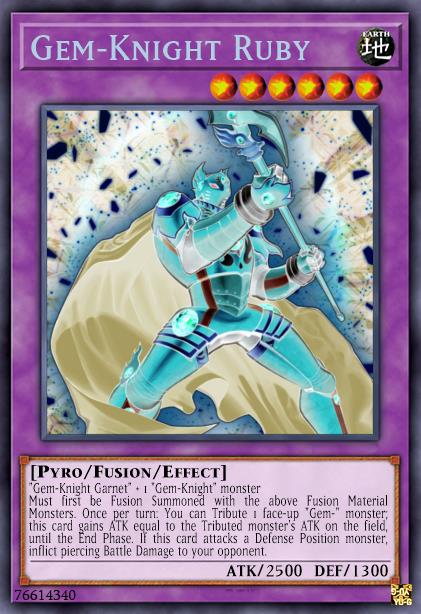 Gem-Knight Ruby
EARTH
地
[Pyro/Fusion/Effect]
"Gem-Knight Garnet" + 1 "Gem-Knight" monster
Must first be Fusion Summoned with the above Fusion Material
Monsters. Once per turn: You can Tribute 1 face-up "Gem-" monster;
this card gains ATK equal to the Tributed monster's ATK on the field,
until the End Phase. If this card attacks a Defense Position monster,
inflict piercing Battle Damage to your opponent.
ATK/2500 DEF/1300
76614340